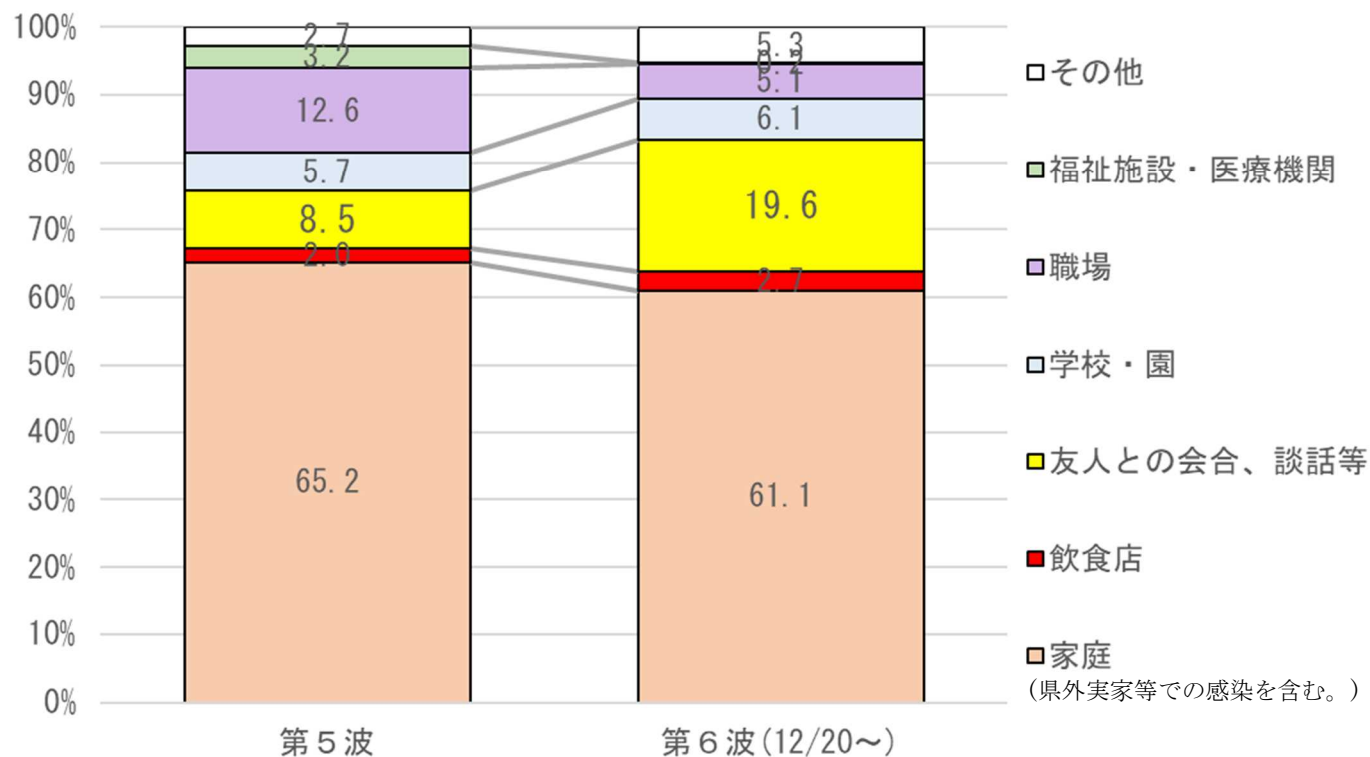 100%
90%
80%
70%
60%
50%
40%
30%
20%
10%
0%
2.7
3.2
12.6
5.7
8.5
2.0
65.2
5.3
0.2
5.1
6.1
19.6
2.7
61.1
第5波
第6波(12/20～)
その他
福祉施設・医療機関
職場
学校・園
友人との会合、談話等
飲食店
家庭
(県外実家等での感染を含む。)